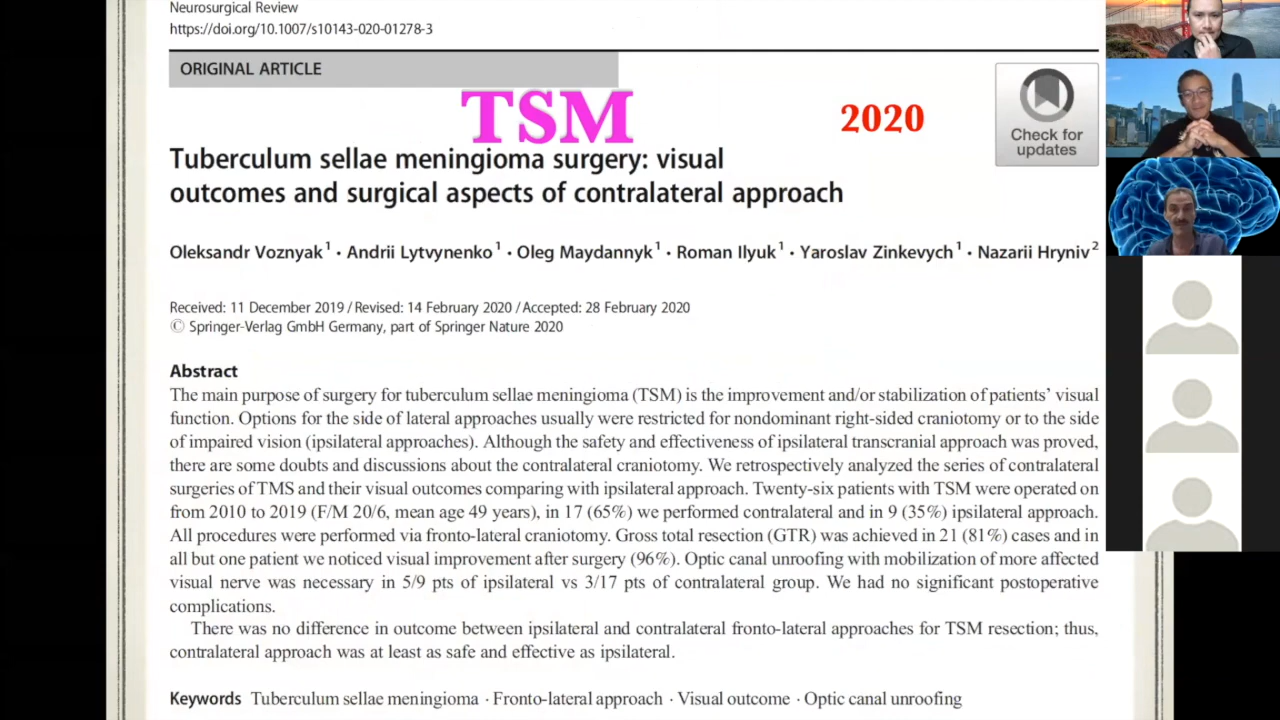 Neurosurgical Review
https://doi.org/10.1007/s10143-020-01278-3
ORIGINAL ARTICLE
TSM
2020
Check for
updates
Tuberculum sellae meningioma surgery: visual
outcomes and surgical aspects of contralateral approach
Oleksandr Voznyak¹ · Andrii Lytvynenko¹ · Oleg Maydannyk¹ · Roman Ilyuk¹ · Yaroslav Zinkevych¹ · Nazarii Hryniv²
Received: 11 December 2019 / Revised: 14 February 2020 / Accepted: 28 February 2020
© Springer-Verlag GmbH Germany, part of Springer Nature 2020
Abstract
The main purpose of surgery for tuberculum sellae meningioma (TSM) is the improvement and/or stabilization of patients' visual
function. Options for the side of lateral approaches usually were restricted for nondominant right-sided craniotomy or to the side
of impaired vision (ipsilateral approaches). Although the safety and effectiveness of ipsilateral transcranial approach was proved,
there are some doubts and discussions about the contralateral craniotomy. We retrospectively analyzed the series of contralateral
surgeries of TMS and their visual outcomes comparing with ipsilateral approach. Twenty-six patients with TSM were operated on
from 2010 to 2019 (F/M 20/6, mean age 49 years), in 17 (65%) we performed contralateral and in 9 (35%) ipsilateral approach.
All procedures were performed via fronto-lateral craniotomy. Gross total resection (GTR) was achieved in 21 (81%) cases and in
all but one patient we noticed visual improvement after surgery (96%). Optic canal unroofing with mobilization of more affected
visual nerve was necessary in 5/9 pts of ipsilateral vs 3/17 pts of contralateral group. We had no significant postoperative
complications.
There was no difference in outcome between ipsilateral and contralateral fronto-lateral approaches for TSM resection; thus,
contralateral approach was at least as safe and effective as ipsilateral.
Keywords Tuberculum sellae meningioma · Fronto-lateral approach · Visual outcome · Optic canal unroofing